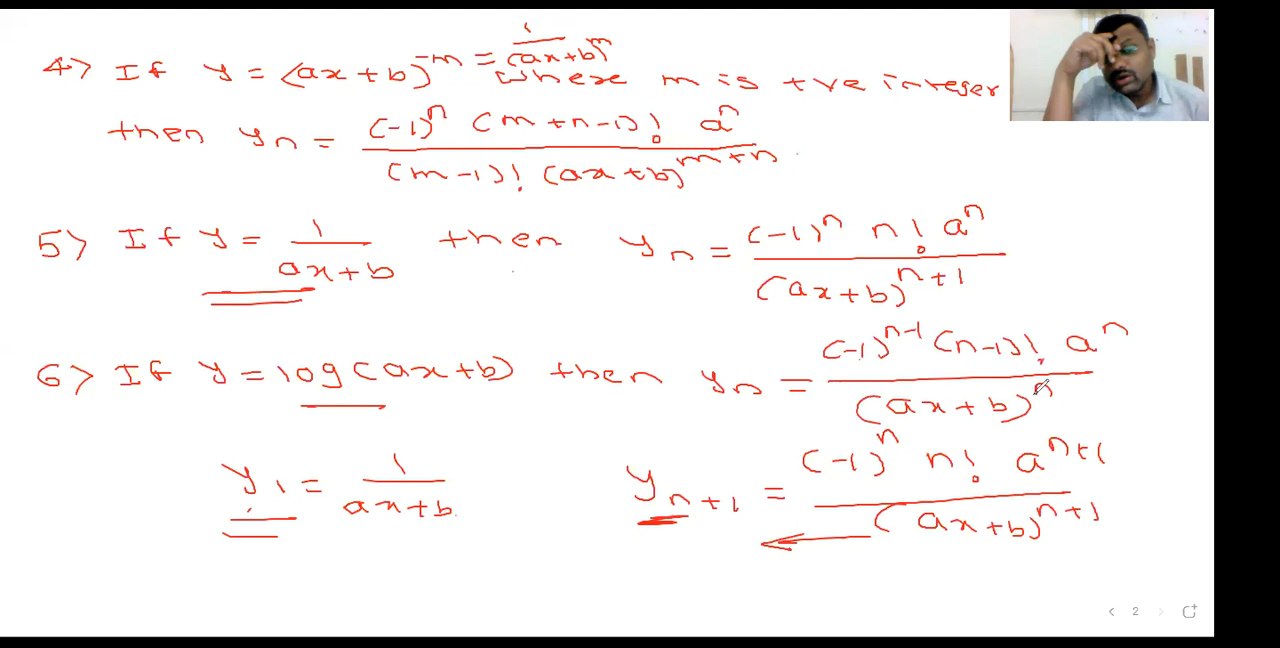 4> If y = (ax+b)^-m = 1/(ax+b)^m where m is +ve integer
then yn = (-1)^n (m+n-1)! a^n / (m-1)! (ax+b)^m+n
5> If y = 1/ax+b then yn = (-1)^n n! a^n / (ax+b)^n+1
6> If y = log(ax+b) then yn = (-1)^n-1 (n-1)! a^n / (ax+b)^n
y1 = 1/ax+b. yn+1 = (-1)^n n! a^n+1 / (ax+b)^n+1
< 2 >